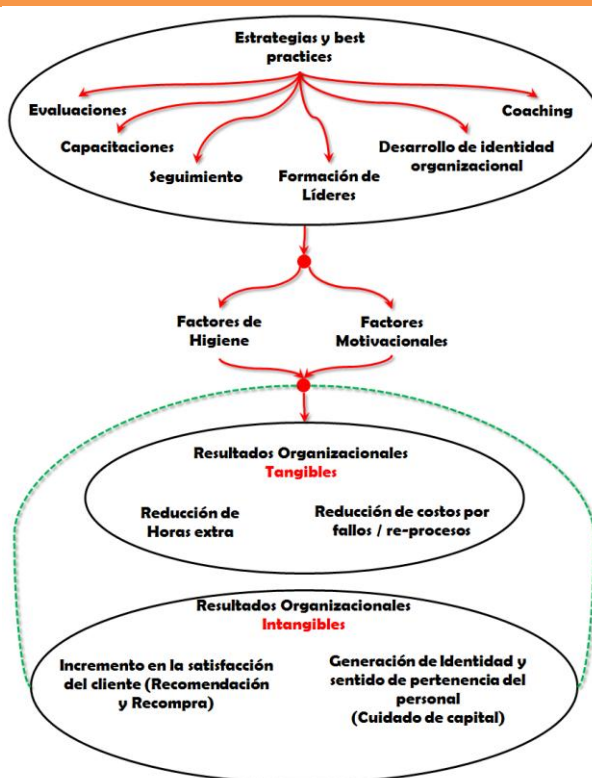 Estrategias y best
practices
Evaluaciones
Coaching
Capacitaciones
Desarrollo de identidad
organizacional
Seguimiento
Formación de
Líderes
Factores de
Higiene
Factores
Motivacionales
Resultados Organizacionales
Tangibles
Reducción de
Horas extra
Reducción de costos por
fallos / re-procesos
Resultados Organizacionales
Intangibles
Incremento en la satisfacción
del cliente (Recomendación
y Recompra)
Generación de Identidad y
sentido de pertenencia del
personal
(Cuidado de capital)